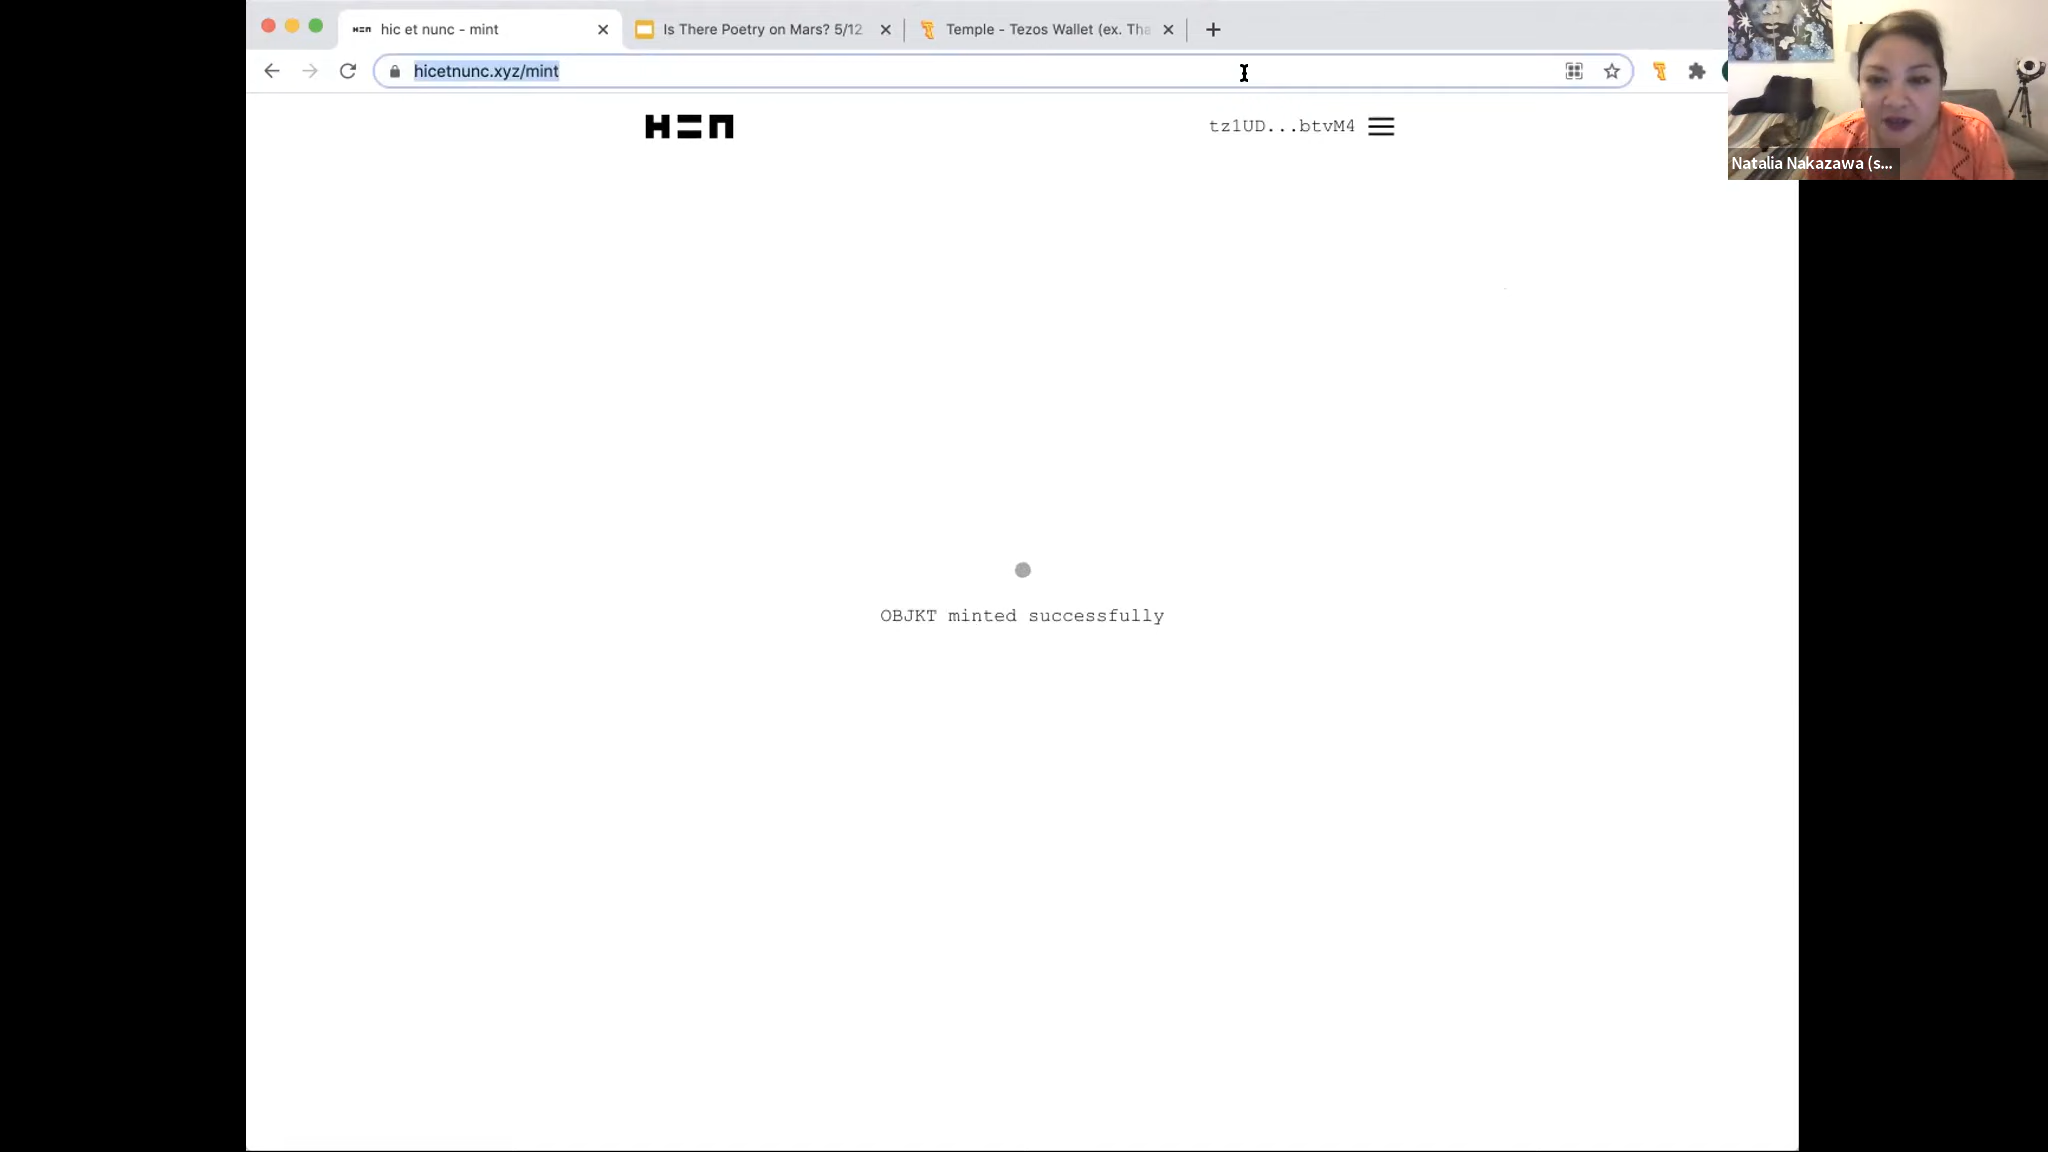 hic et nunc - mint
Is There Poetry on Mars? 5/12
Temple - Tezos Wallet (ex. Tha
hicetnunc.xyz/mint
tz1UD...btvM4
Natalia Nakazawa (s...
OBJKT minted successfully